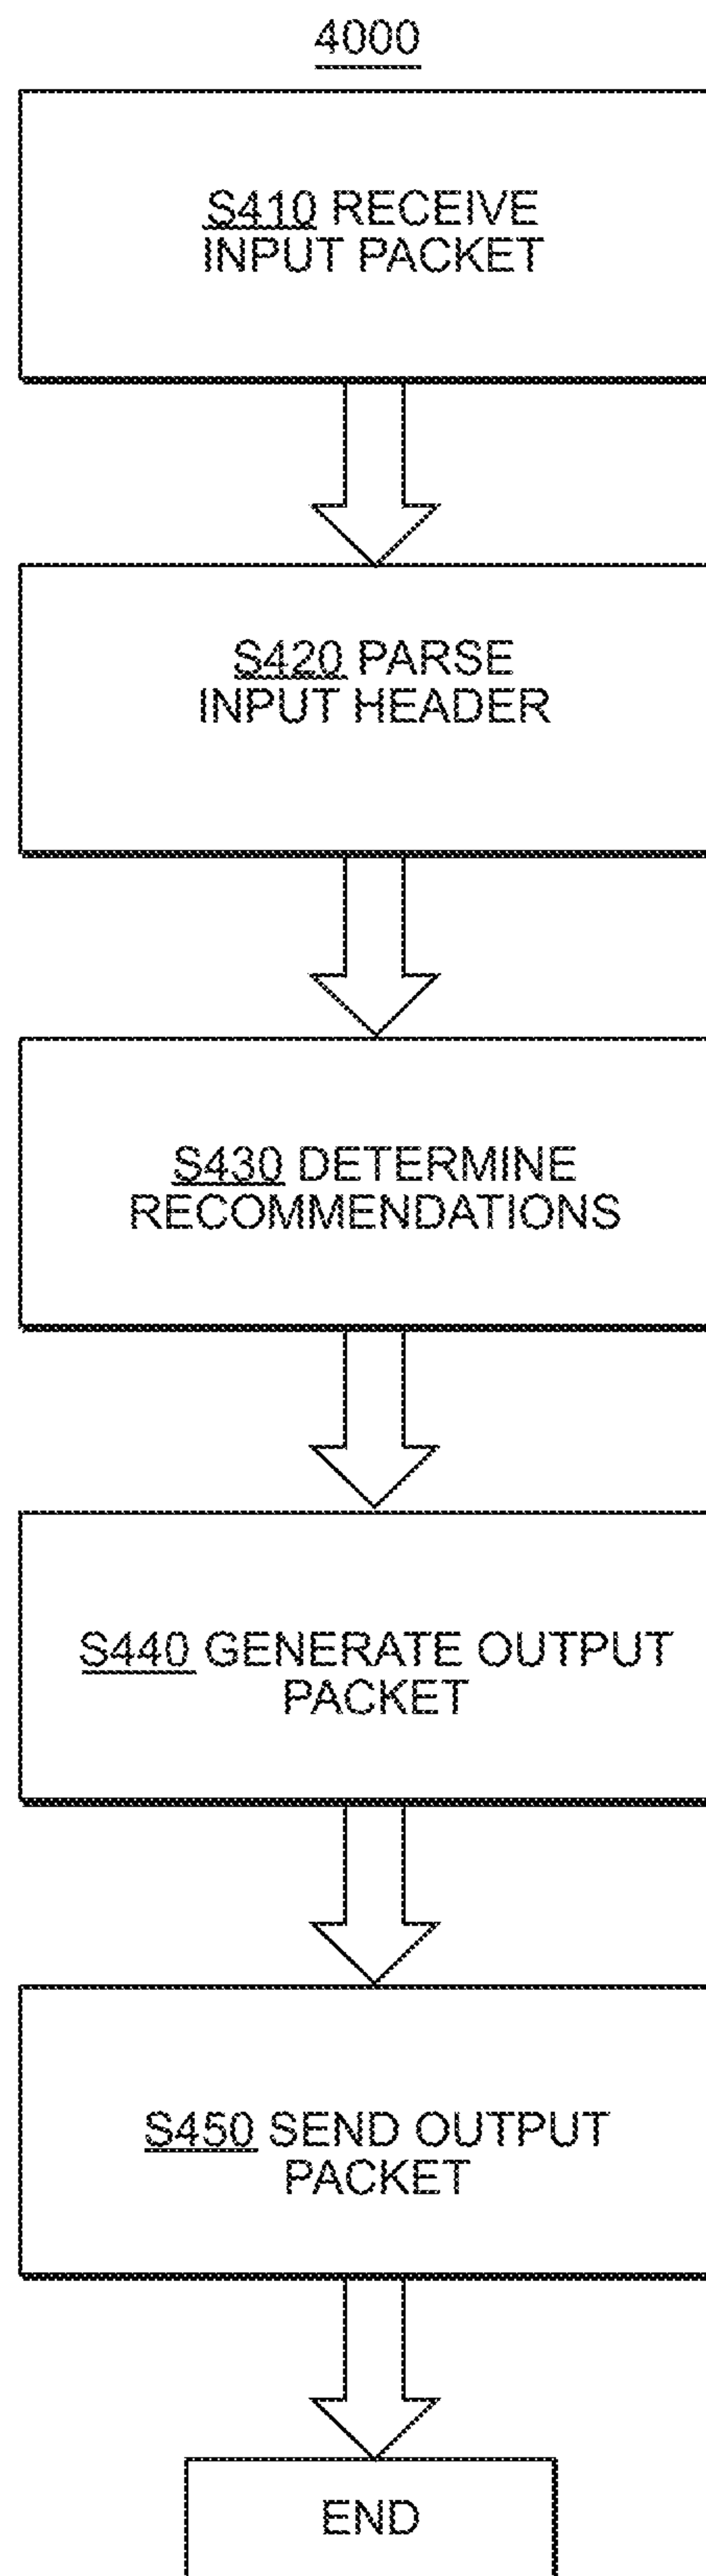 4000
S410 RECEIVE
INPUT PACKET
S420 PARSE
INPUT HEADER
S430 DETERMINE
RECOMMENDATIONS
S440 GENERATE OUTPUT
PACKET
S450 SEND OUTPUT
PACKET
END